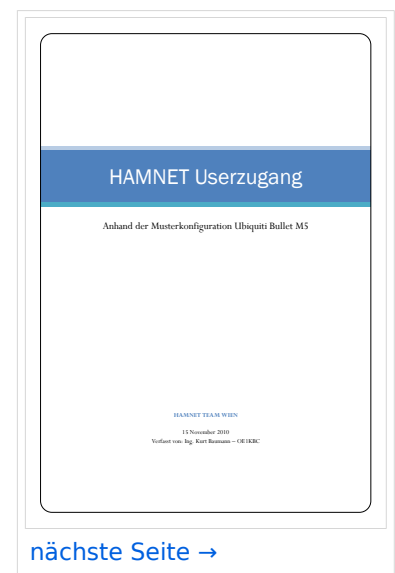 HAMNET Userzugang
Anhand der Musterkonfiguration Ubiquiti Bullet M5
HAMNET TEAM WIEN
15 November 2010
Verfasst von: Ing. Kurt Baumann – OE1KBC
nächste Seite →